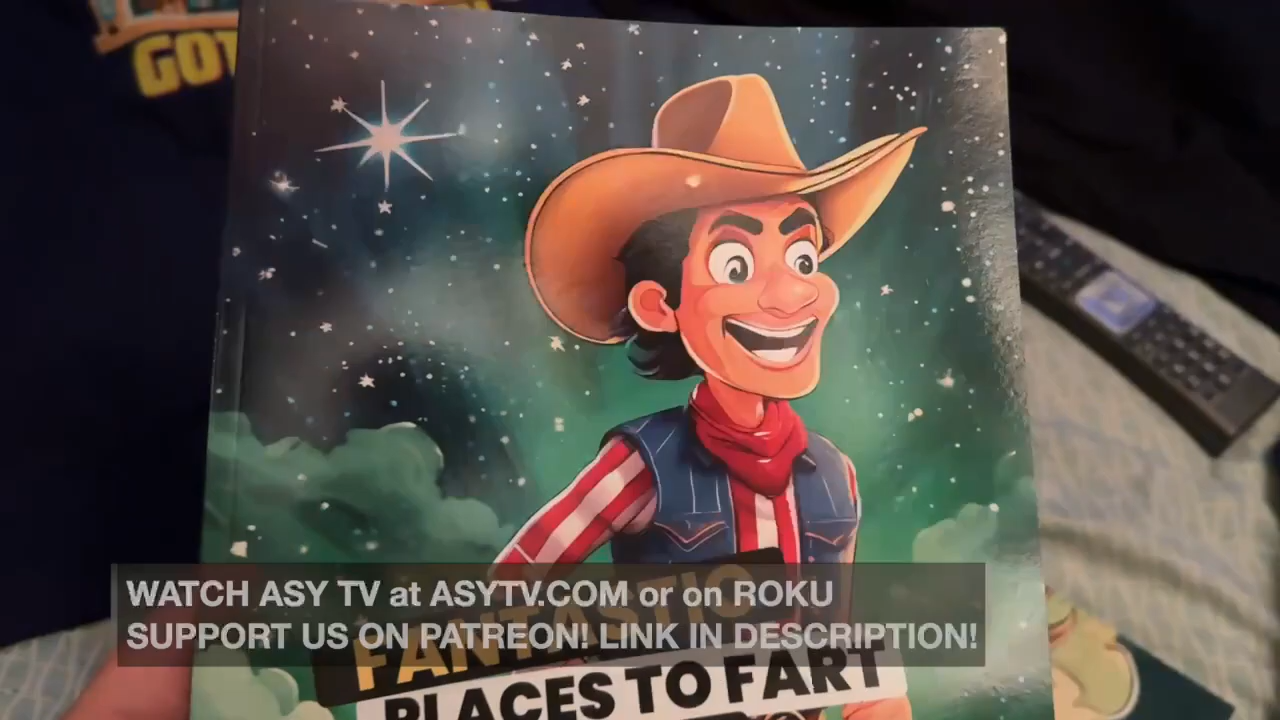 GOT
WATCH ASY TV at ASYTV.COM or on ROKU
SUPPORT US ON PATREON! LINK IN DESCRIPTION!
FANTASTIC
PLACES TO FART